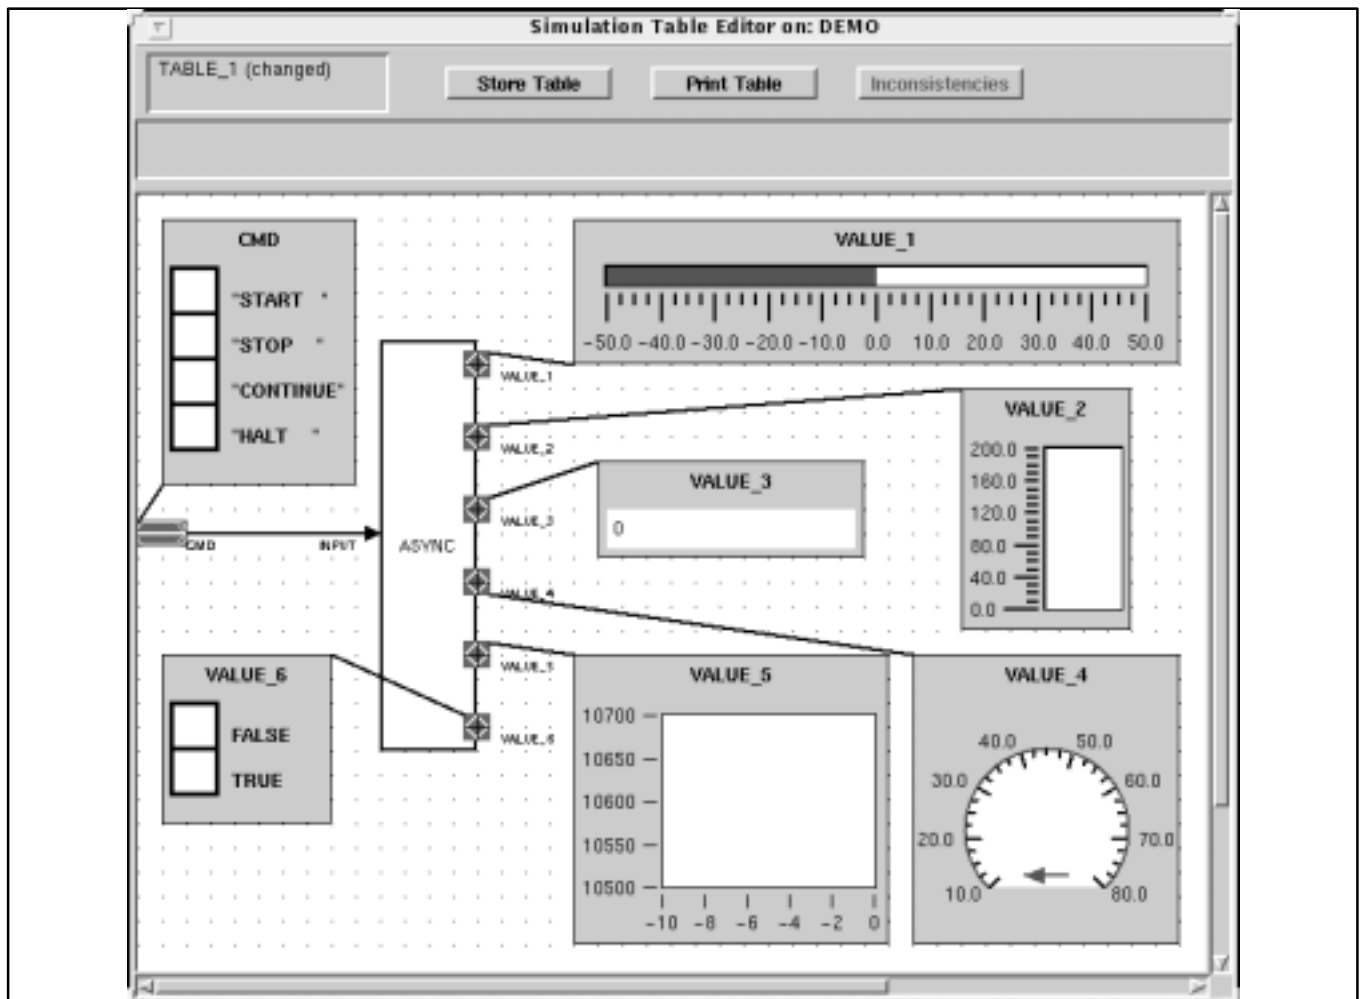 Simulation Table Editor on: DEMO
TABLE_1 (changed)
Store Table
Print Table
Inconsistencies
CMD
"START   "
"STOP    "
"CONTINUE"
"HALT    "
VALUE_1
-50.0 -40.0 -30.0 -20.0 -10.0 0.0 10.0 20.0 30.0 40.0 50.0
VALUE_1
VALUE_2
VALUE_3
VALUE_4
VALUE_5
VALUE_6
CMD
INPUT
ASYNC
VALUE_2
200.0
160.0
120.0
80.0
40.0
0.0
VALUE_3
0
VALUE_6
FALSE
TRUE
VALUE_5
10700
10650
10600
10550
10500
-10 -8 -6 -4 -2 0
VALUE_4
40.0 50.0
30.0 60.0
20.0 70.0
10.0 80.0